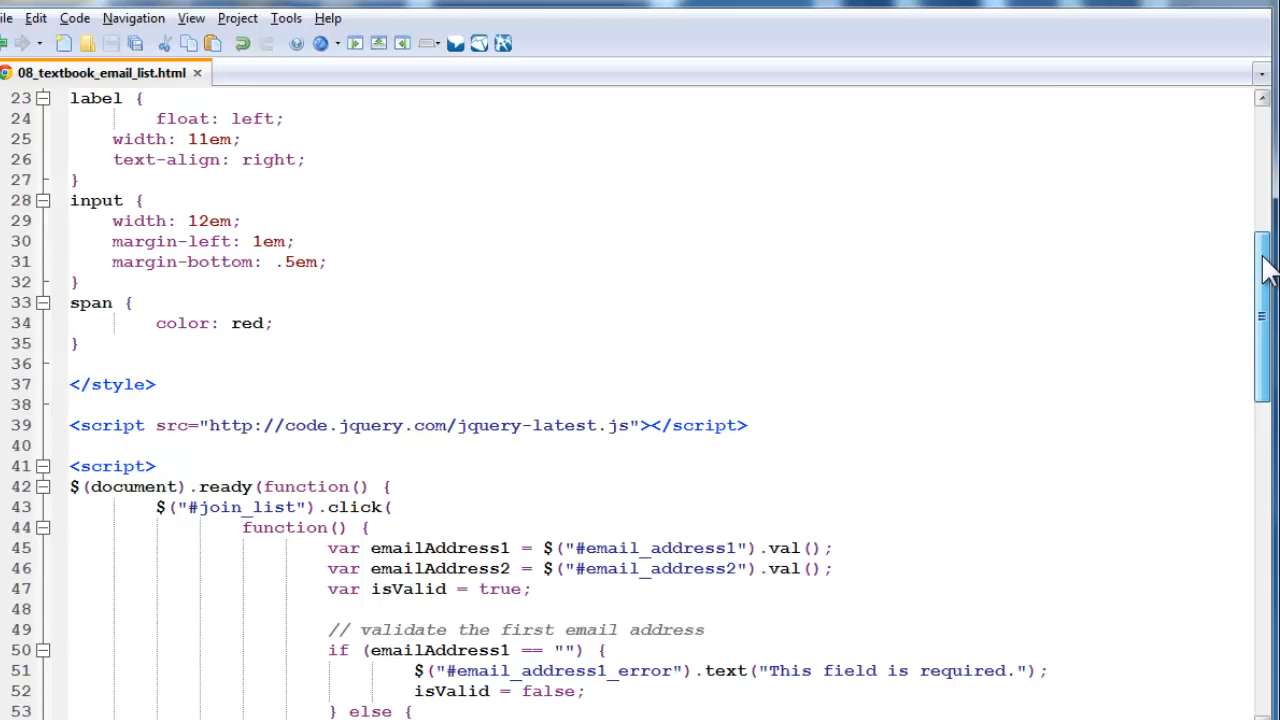 ile Edit Code Navigation View Project Tools Help
08_textbook_email_list.html
23 label {
24 float: left;
25 width: 11em;
26 text-align: right;
27 }
28 input {
29 width: 12em;
30 margin-left: 1em;
31 margin-bottom: .5em;
32 }
33 span {
34 color: red;
35 }
36
37 </style>
38
39 <script src="http://code.jquery.com/jquery-latest.js"></script>
40
41 <script>
42 $(document).ready(function() {
43 $("#join_list").click(
44 function() {
45 var emailAddress1 = $("#email_address1").val();
46 var emailAddress2 = $("#email_address2").val();
47 var isValid = true;
48
49 // validate the first email address
50 if (emailAddress1 == "") {
51 $("#email_address1_error").text("This field is required.");
52 isValid = false;
53 } else {